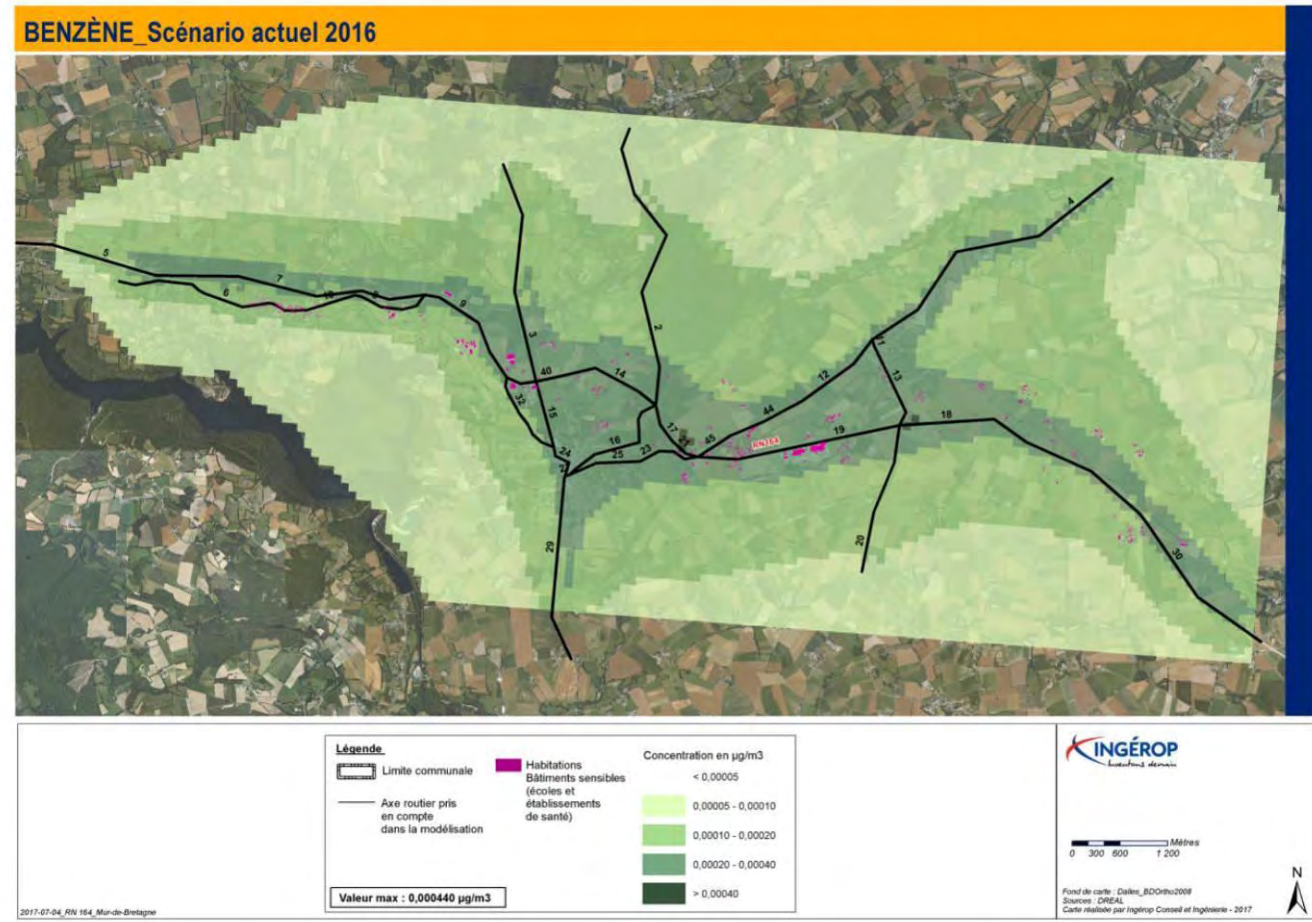 BENZÈNE_Scénario actuel 2016
4
5
7
6
10
8
9
3
2
40
14
32
15
24
16
25
23
17
45
44
12
RN164
19
13
18
20
30
29
Légende
Limite communale
Axe routier pris
en compte
dans la modélisation
Habitations
Bâtiments sensibles
(écoles et
établissements
de santé)
Concentration en µg/m3
< 0,00005
0,00005 - 0,00010
0,00010 - 0,00020
0,00020 - 0,00040
> 0,00040
Valeur max : 0,000440 µg/m3
2017-07-04_RN 164_Mur-de-Bretagne
INGÉROP
Inventons demain
Mètres
0 300 600 1 200
N
Fond de carte : Dalles_BDOrtho2008
Sources : DREAL
Carte réalisée par Ingérop Conseil et Ingénierie - 2017